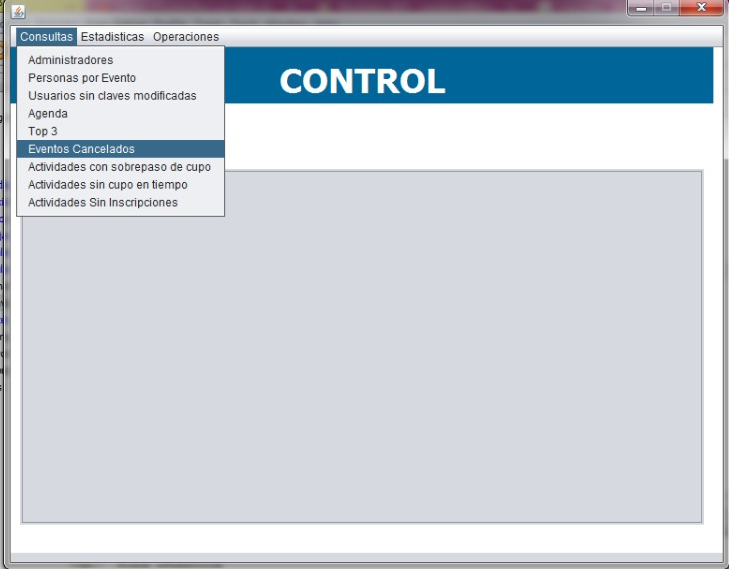 Consultas Estadisticas Operaciones
CONTROL
Administradores
Personas por Evento
Usuarios sin claves modificadas
Agenda
Top 3
Eventos Cancelados
Actividades con sobrepaso de cupo
Actividades sin cupo en tiempo
Actividades Sin Inscripciones